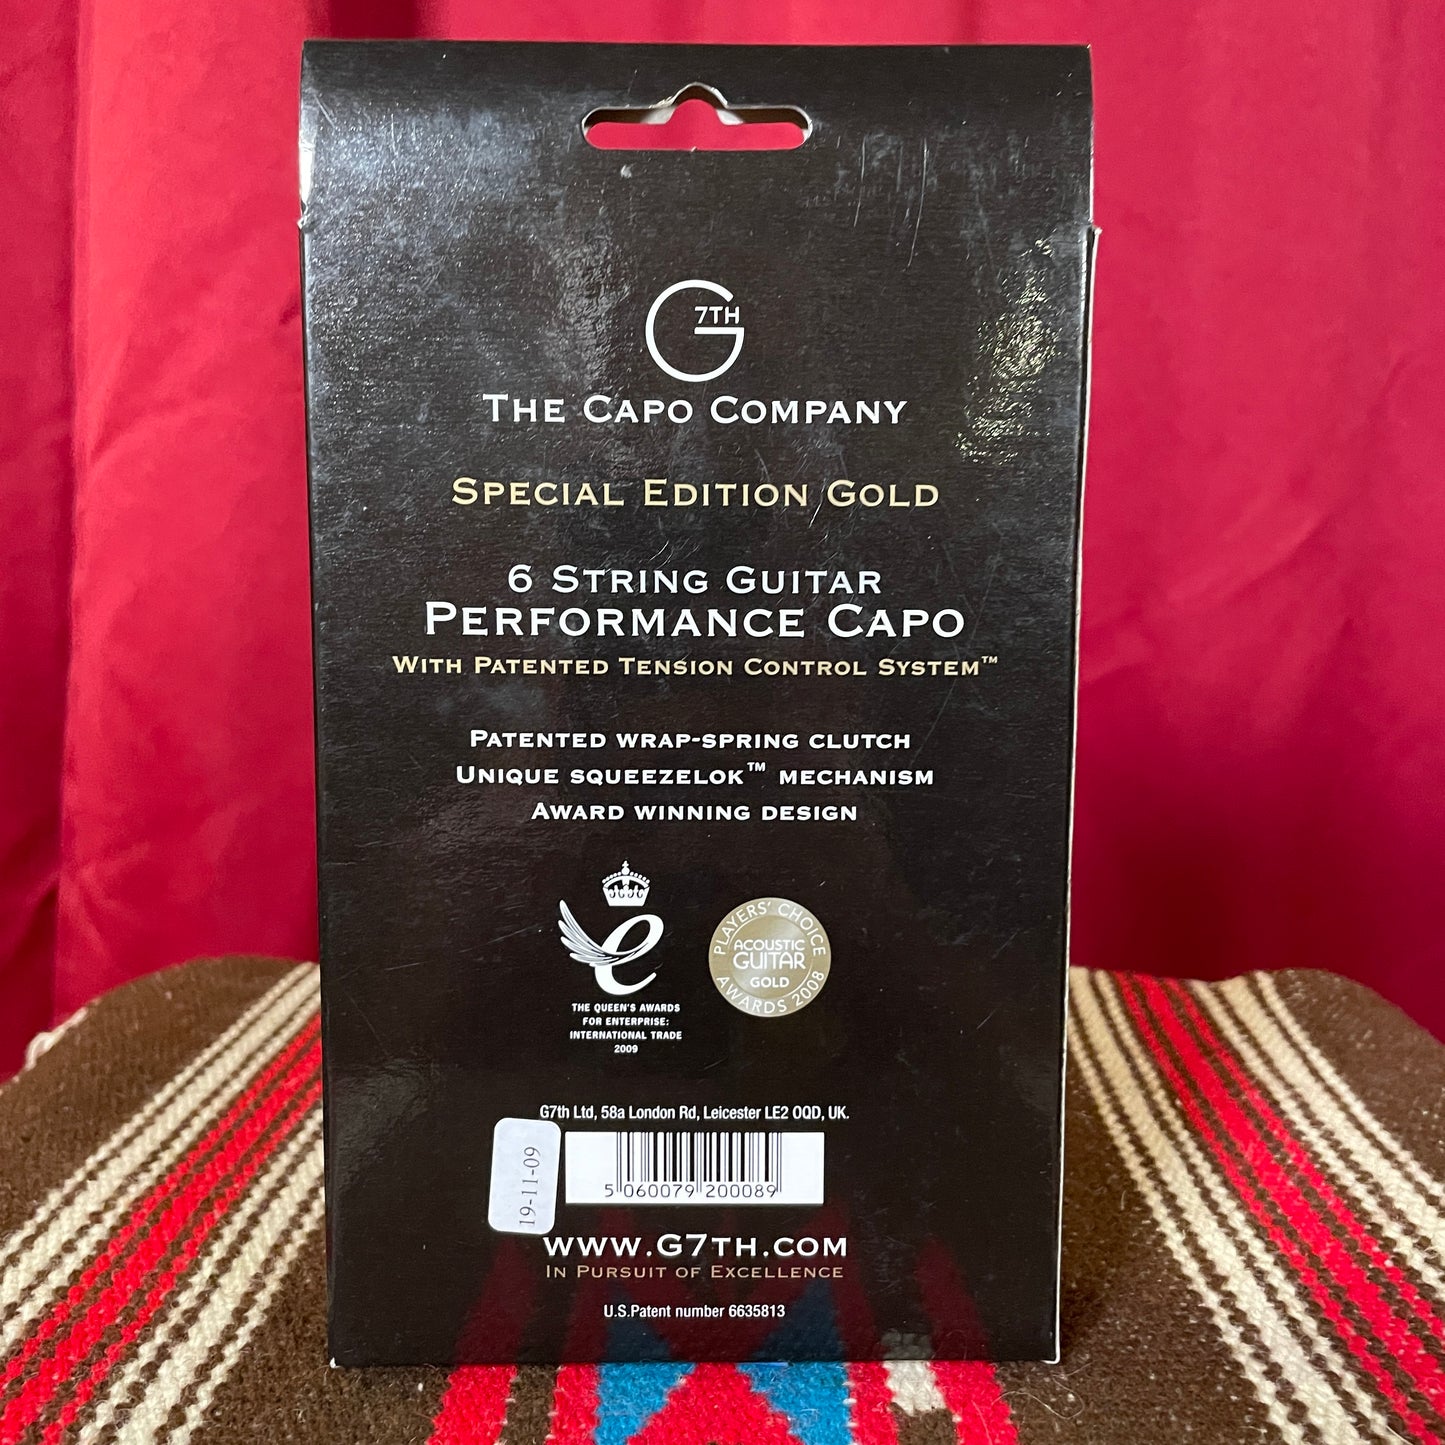 G 7TH
THE CAPO COMPANY
SPECIAL EDITION GOLD
6 STRING GUITAR
PERFORMANCE CAPO
WITH PATENTED TENSION CONTROL SYSTEM™
PATENTED WRAP-SPRING CLUTCH
UNIQUE SQUEEZELOK™ MECHANISM
AWARD WINNING DESIGN
e
THE QUEEN'S AWARDS
FOR ENTERPRISE:
INTERNATIONAL TRADE
2009
PLAYERS' CHOICE
ACOUSTIC
GUITAR
GOLD
AWARDS 2008
G7th Ltd, 58a London Rd, Leicester LE2 0QD, UK.
19-11-09
5 060079 200089
WWW.G7TH.COM
IN PURSUIT OF EXCELLENCE
U.S.Patent number 6635813